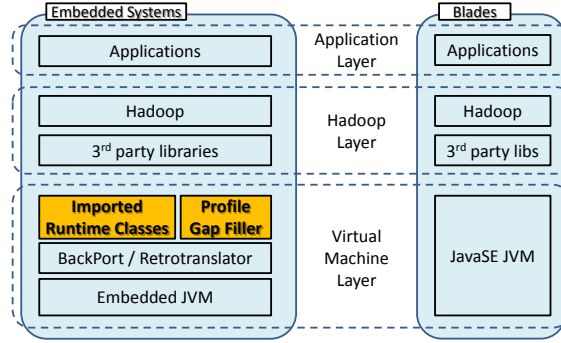 Embedded Systems
Blades
Applications
Application
Layer
Applications
Hadoop
3rd party libraries
Hadoop
Layer
Hadoop
3rd party libs
Imported
Runtime Classes
Profile
Gap Filler
BackPort / Retrotranslator
Embedded JVM
Virtual
Machine
Layer
JavaSE JVM